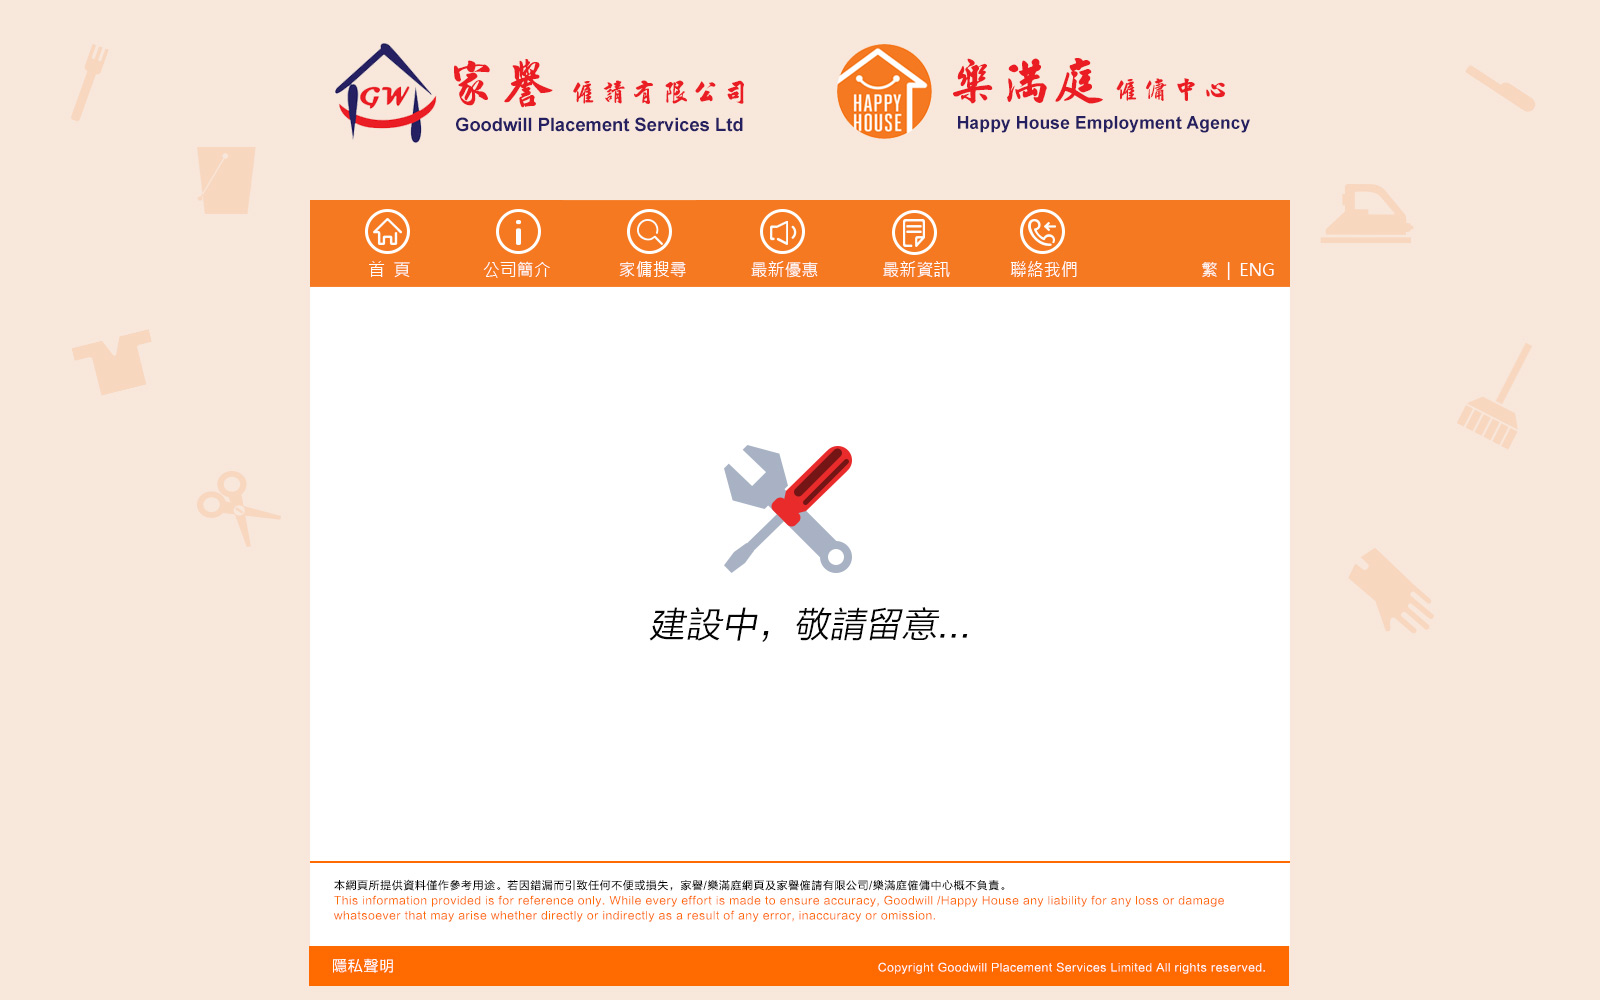 GW
家譽 僱請有限公司
Goodwill Placement Services Ltd
HAPPY
HOUSE
樂滿庭 僱傭中心
Happy House Employment Agency
首 頁
公司簡介
家傭搜尋
最新優惠
最新資訊
聯絡我們
繁 | ENG
建設中，敬請留意...
本網頁所提供資料僅作參考用途。若因錯漏而引致任何不便或損失，家譽/樂滿庭網頁及家譽僱請有限公司/樂滿庭僱傭中心概不負責。
This information provided is for reference only. While every effort is made to ensure accuracy, Goodwill /Happy House any liability for any loss or damage
whatsoever that may arise whether directly or indirectly as a result of any error, inaccuracy or omission.
隱私聲明
Copyright Goodwill Placement Services Limited All rights reserved.